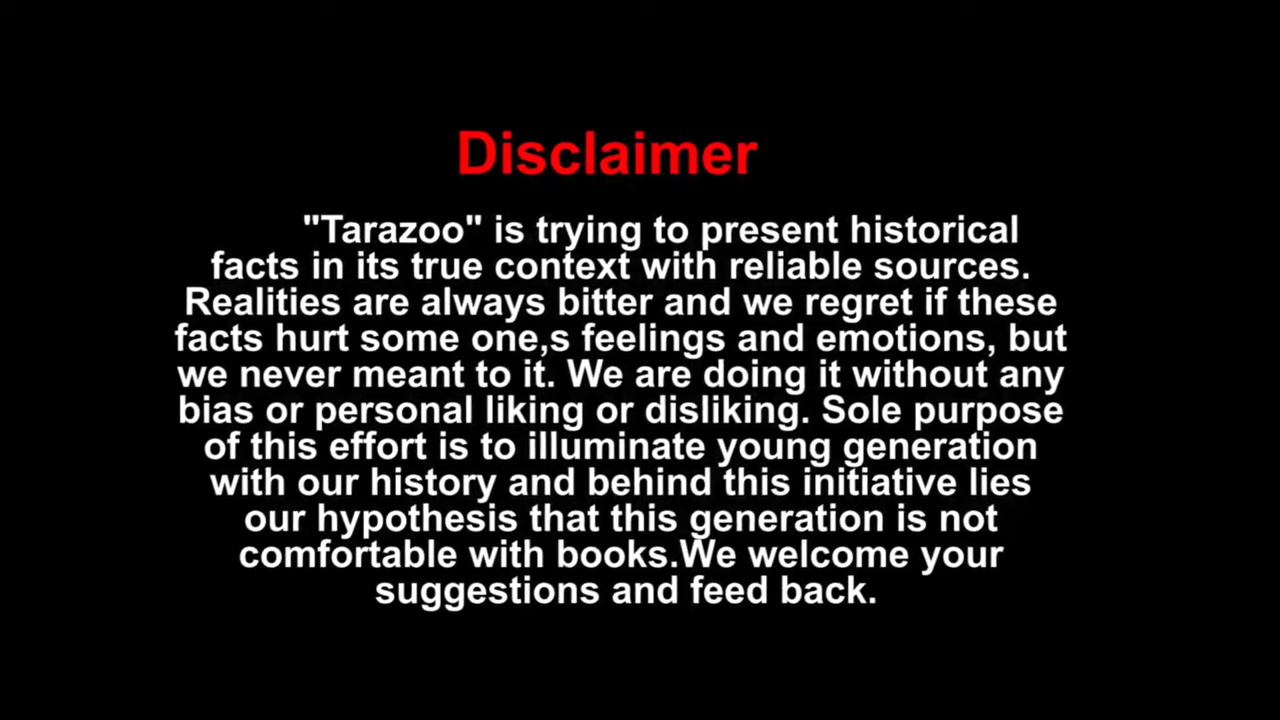 Disclaimer
"Tarazoo" is trying to present historical
facts in its true context with reliable sources.
Realities are always bitter and we regret if these
facts hurt some one,s feelings and emotions, but
we never meant to it. We are doing it without any
bias or personal liking or disliking. Sole purpose
of this effort is to illuminate young generation
with our history and behind this initiative lies
our hypothesis that this generation is not
comfortable with books.We welcome your
suggestions and feed back.